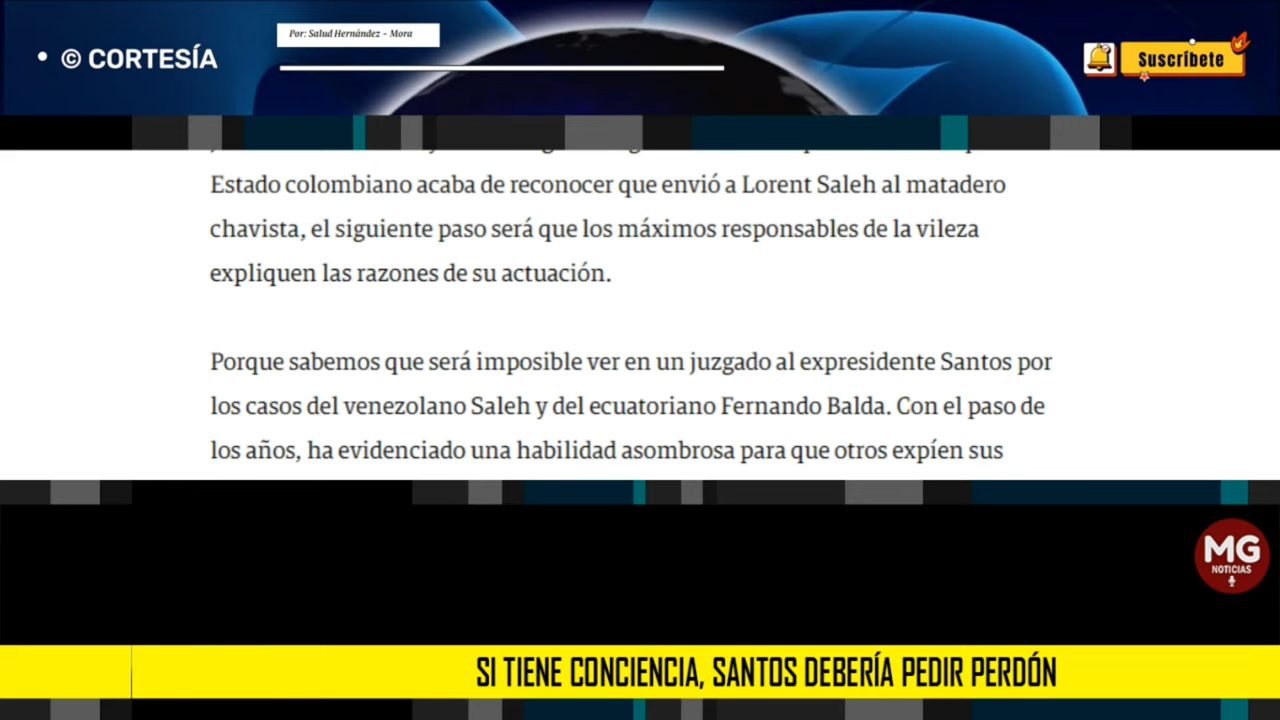 Por: Salud Hernández - Mora
• © CORTESÍA
Suscríbete
Estado colombiano acaba de reconocer que envió a Lorent Saleh al matadero
chavista, el siguiente paso será que los máximos responsables de la vileza
expliquen las razones de su actuación.
Porque sabemos que será imposible ver en un juzgado al expresidente Santos por
los casos del venezolano Saleh y del ecuatoriano Fernando Balda. Con el paso de
los años, ha evidenciado una habilidad asombrosa para que otros expíen sus
MG
NOTICIAS
SI TIENE CONCIENCIA, SANTOS DEBERÍA PEDIR PERDÓN